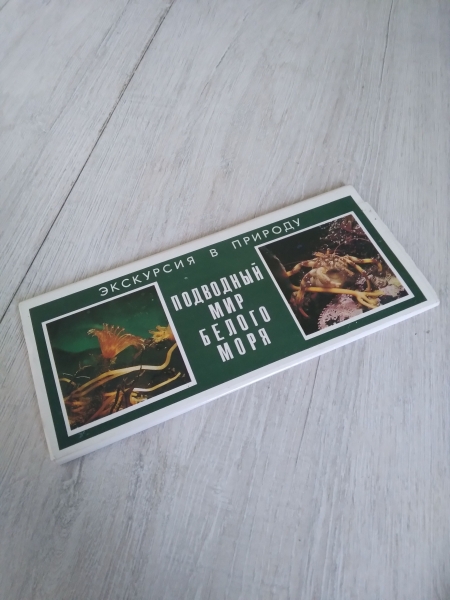 ЭКСКУРСИЯ В ПРИРОДУ
ПОДВОДНЫЙ
МИР
БЕЛОГО
МОРЯ